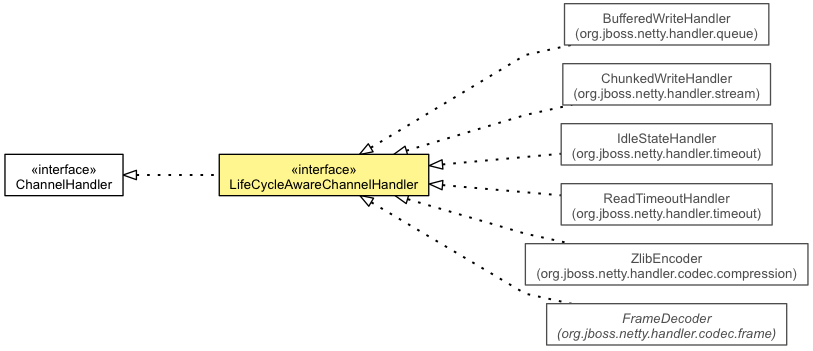 BufferedWriteHandler
(org.jboss.netty.handler.queue)
ChunkedWriteHandler
(org.jboss.netty.handler.stream)
IdleStateHandler
(org.jboss.netty.handler.timeout)
«interface»
ChannelHandler
«interface»
LifeCycleAwareChannelHandler
ReadTimeoutHandler
(org.jboss.netty.handler.timeout)
ZlibEncoder
(org.jboss.netty.handler.codec.compression)
FrameDecoder
(org.jboss.netty.handler.codec.frame)